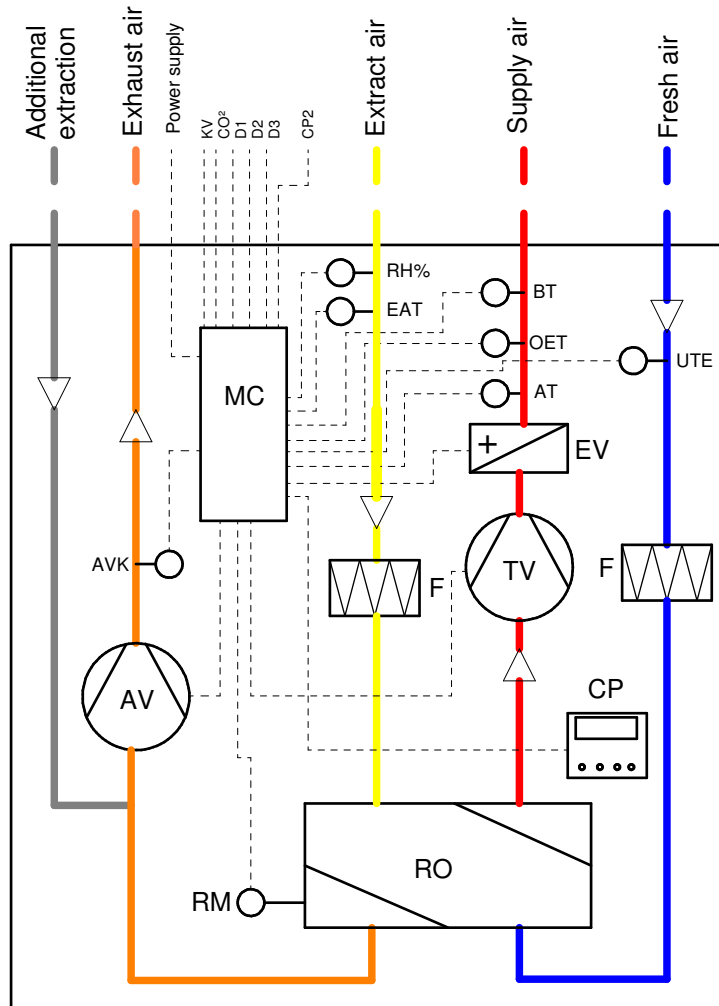 Additional
extraction
Exhaust air
Power supply
KV
CO²
D1
D2
D3
CP2
Extract air
Supply air
Fresh air
RH%
BT
EAT
OET
UTE
MC
AT
+
EV
AVK
F
TV
F
AV
CP
RO
RM